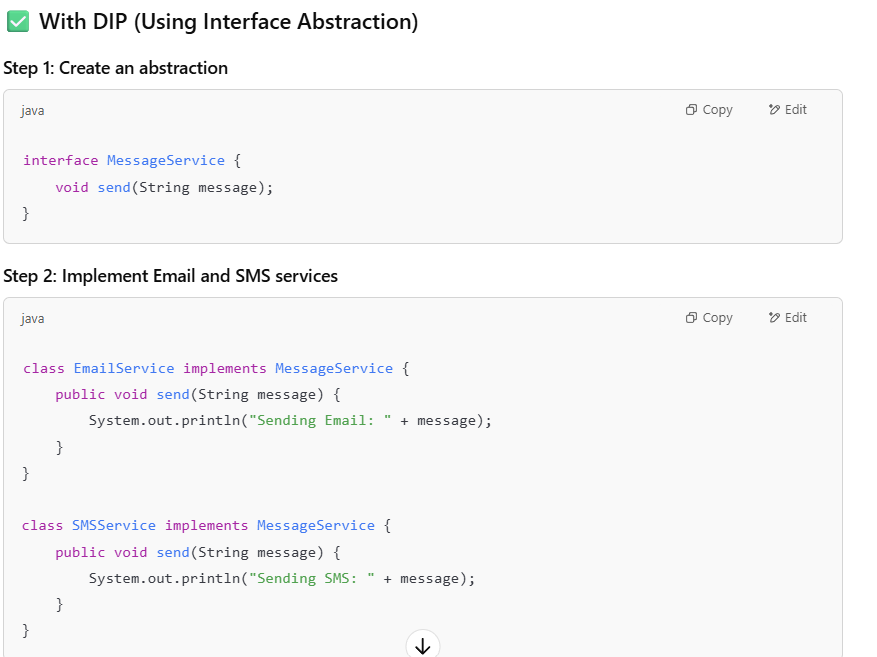 ✅ With DIP (Using Interface Abstraction)
Step 1: Create an abstraction
java Copy Edit
interface MessageService {
    void send(String message);
}
Step 2: Implement Email and SMS services
java Copy Edit
class EmailService implements MessageService {
    public void send(String message) {
        System.out.println("Sending Email: " + message);
    }
}
class SMSService implements MessageService {
    public void send(String message) {
        System.out.println("Sending SMS: " + message);
    }
}